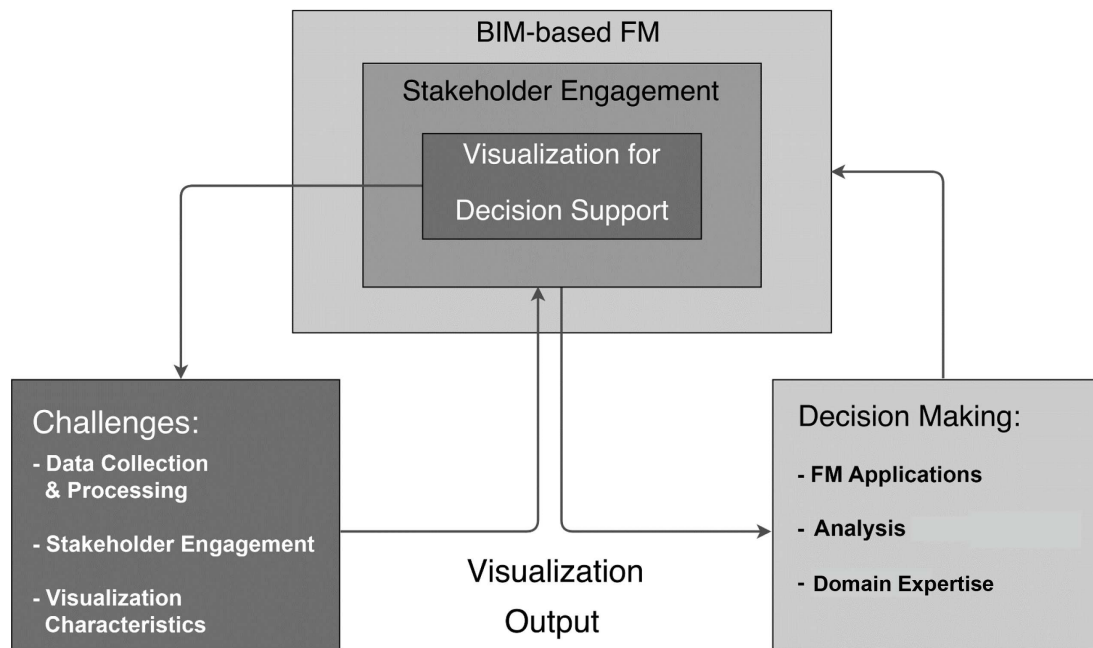 BIM-based FM
Stakeholder Engagement
Visualization for
Decision Support
Challenges:
- Data Collection
& Processing
- Stakeholder Engagement
- Visualization
Characteristics
Visualization
Output
Decision Making:
- FM Applications
- Analysis
- Domain Expertise